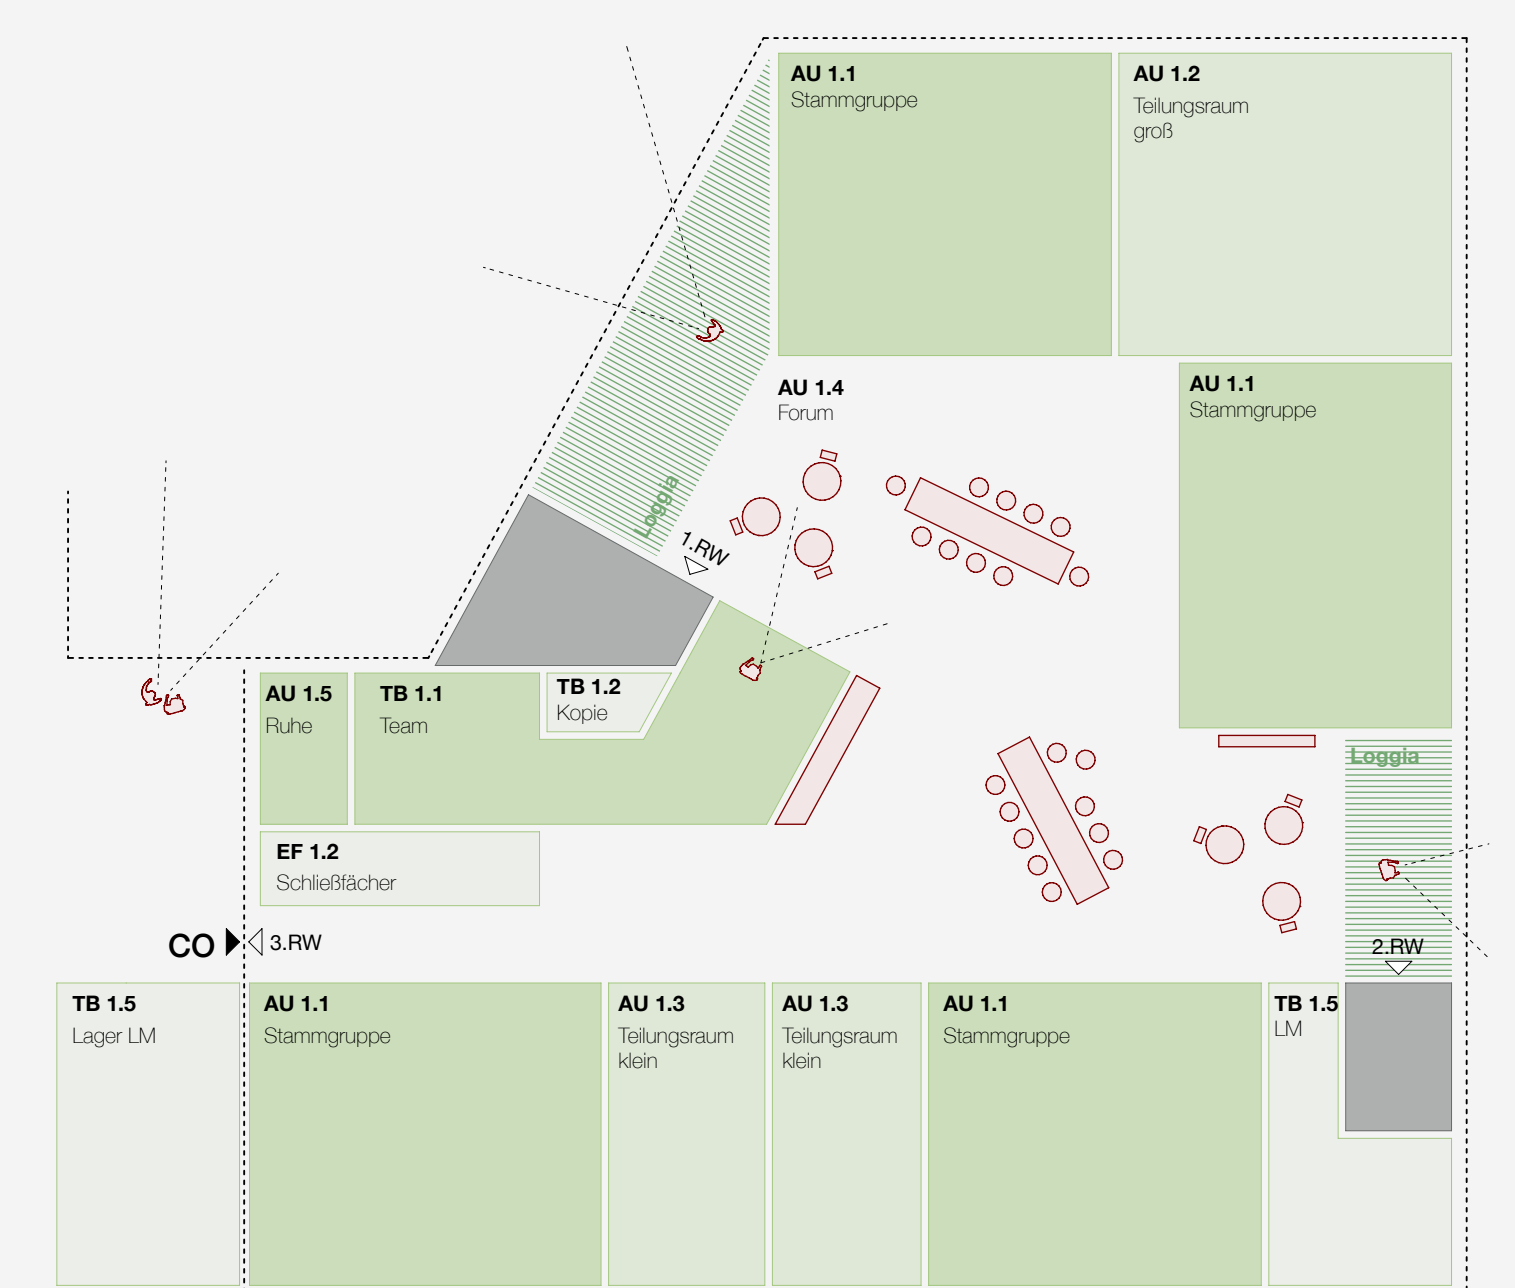 AU 1.1
Stammgruppe
AU 1.2
Teilungsraum
groß
AU 1.4
Forum
AU 1.1
Stammgruppe
Loggia
1.RW
AU 1.5
Ruhe
TB 1.1
Team
TB 1.2
Kopie
Loggia
EF 1.2
Schließfächer
CO
3.RW
2.RW
TB 1.5
Lager LM
AU 1.1
Stammgruppe
AU 1.3
Teilungsraum
klein
AU 1.3
Teilungsraum
klein
AU 1.1
Stammgruppe
TB 1.5
LM